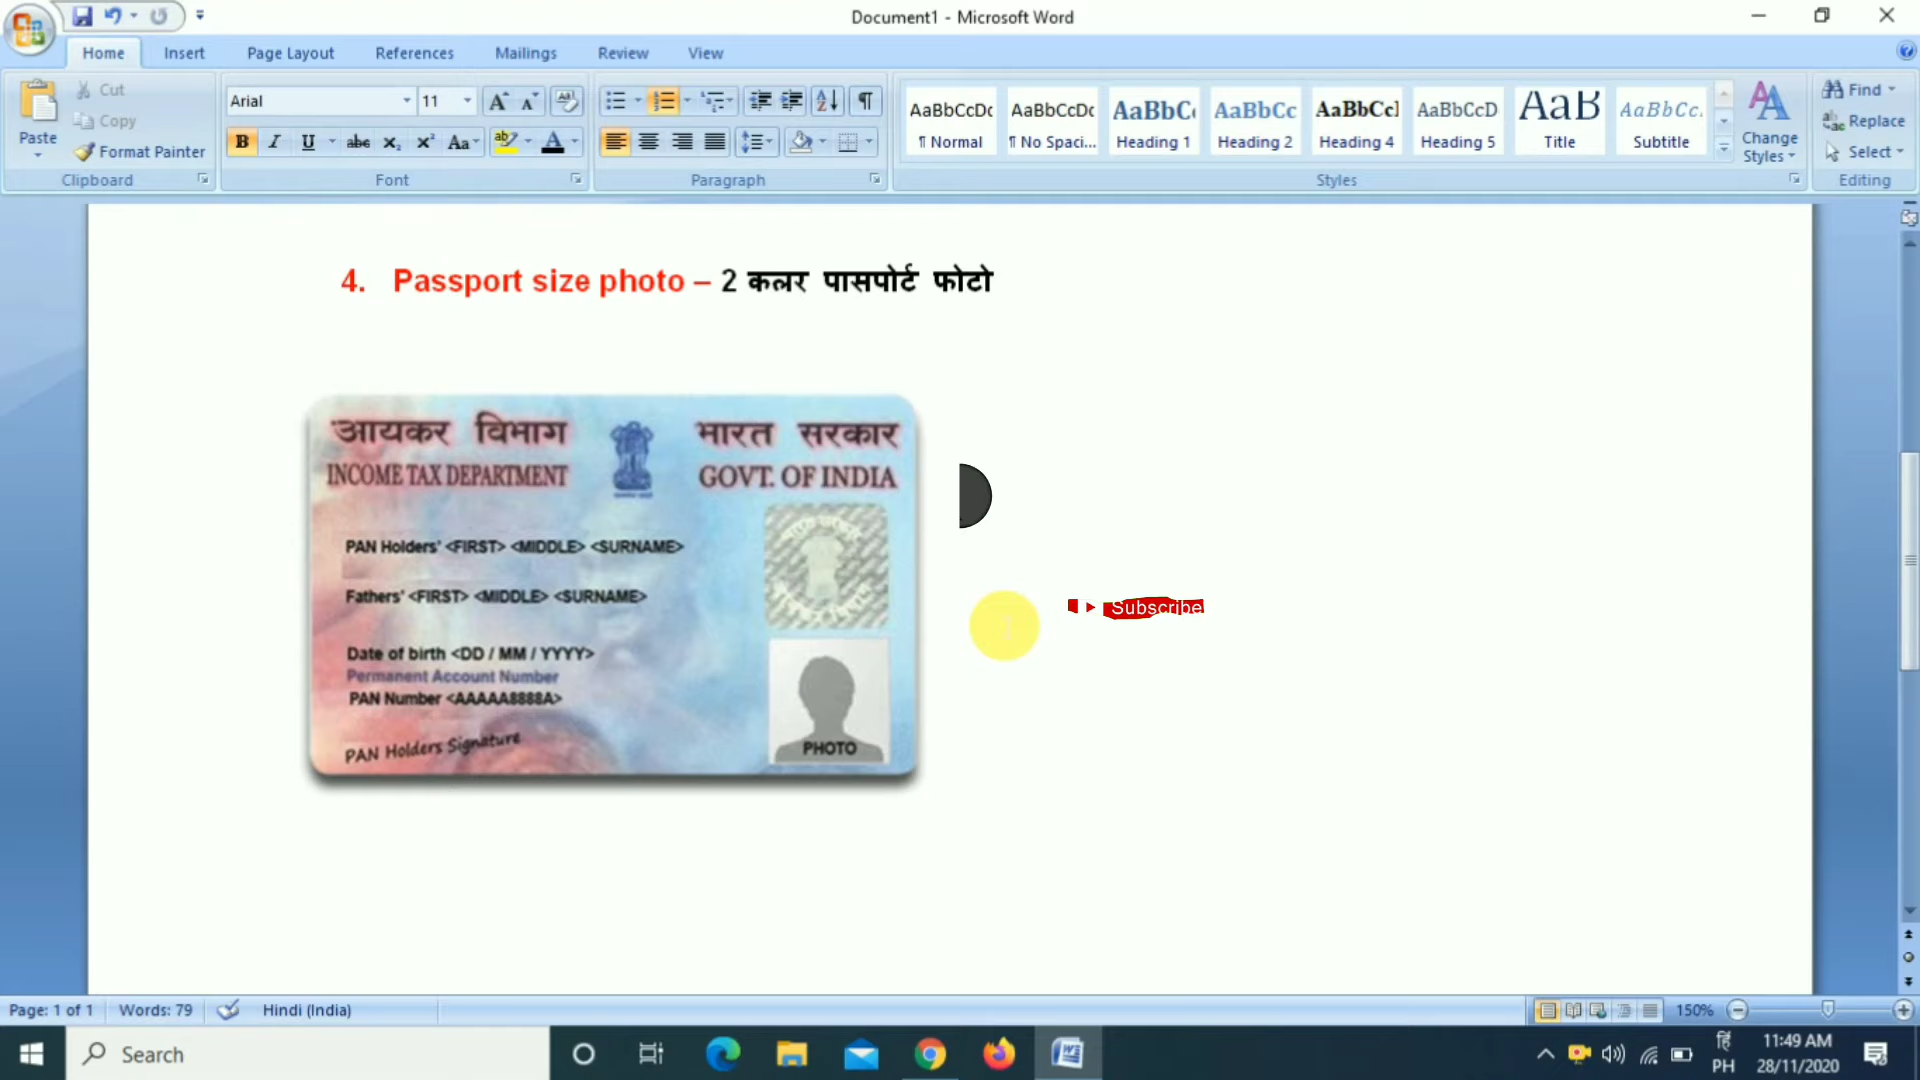 Document1 - Microsoft Word
Home Insert Page Layout References Mailings Review View
Paste
Cut
Copy
Format Painter
Clipboard
Arial 11
Font
Paragraph
AaBbCcDc AaBbCcDc AaBbC AaBbCc AaBbCcI AaBbCcD AaB AaBbCc.
¶ Normal ¶ No Spaci... Heading 1 Heading 2 Heading 4 Heading 5 Title Subtitle
Change
Styles
Styles
Find
Replace
Select
Editing
4. Passport size photo – 2 कलर पासपोर्ट फोटो
आयकर विभाग भारत सरकार
INCOME TAX DEPARTMENT GOVT. OF INDIA
PAN Holders' <FIRST> <MIDDLE> <SURNAME>
Fathers' <FIRST> <MIDDLE> <SURNAME>
Date of birth <DD / MM / YYYY>
Permanent Account Number
PAN Number <AAAAA8888A>
PAN Holders Signature
PHOTO
Subscribe
Page: 1 of 1 Words: 79 Hindi (India) 150%
Search
हिं
PH
11:49 AM
28/11/2020